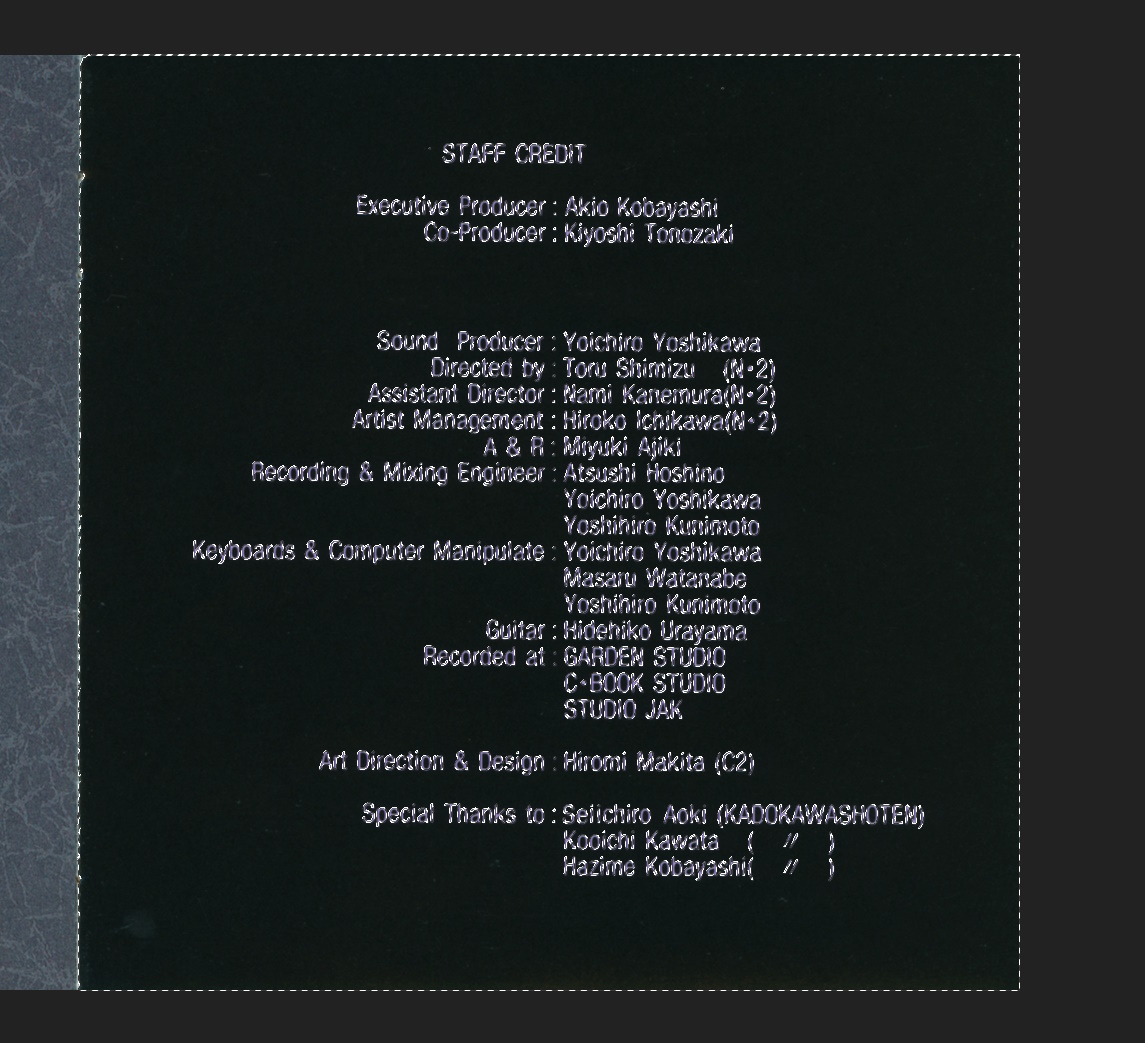 STAFF CREDIT
Executive Producer : Akio Kobayashi
Co-Producer : Kiyoshi Tonozaki
Sound Producer : Yoichiro Yoshikawa
Directed by : Toru Shimizu (N•2)
Assistant Director : Nami Kanemura(N•2)
Artist Management : Hiroko Ichikawa(N•2)
A & R : Miyuki Ajiki
Recording & Mixing Engineer : Atsushi Hoshino
Yoichiro Yoshikawa
Yoshihiro Kunimoto
Keyboards & Computer Manipulate : Yoichiro Yoshikawa
Masaru Watanabe
Yoshihiro Kunimoto
Guitar : Hidehiko Urayama
Recorded at : GARDEN STUDIO
C•BOOK STUDIO
STUDIO JAK
Art Direction & Design : Hiromi Makita (C2)
Special Thanks to : Seiichiro Aoki (KADOKAWASHOTEN)
Kooichi Kawata ( 〃 )
Hazime Kobayashi( 〃 )